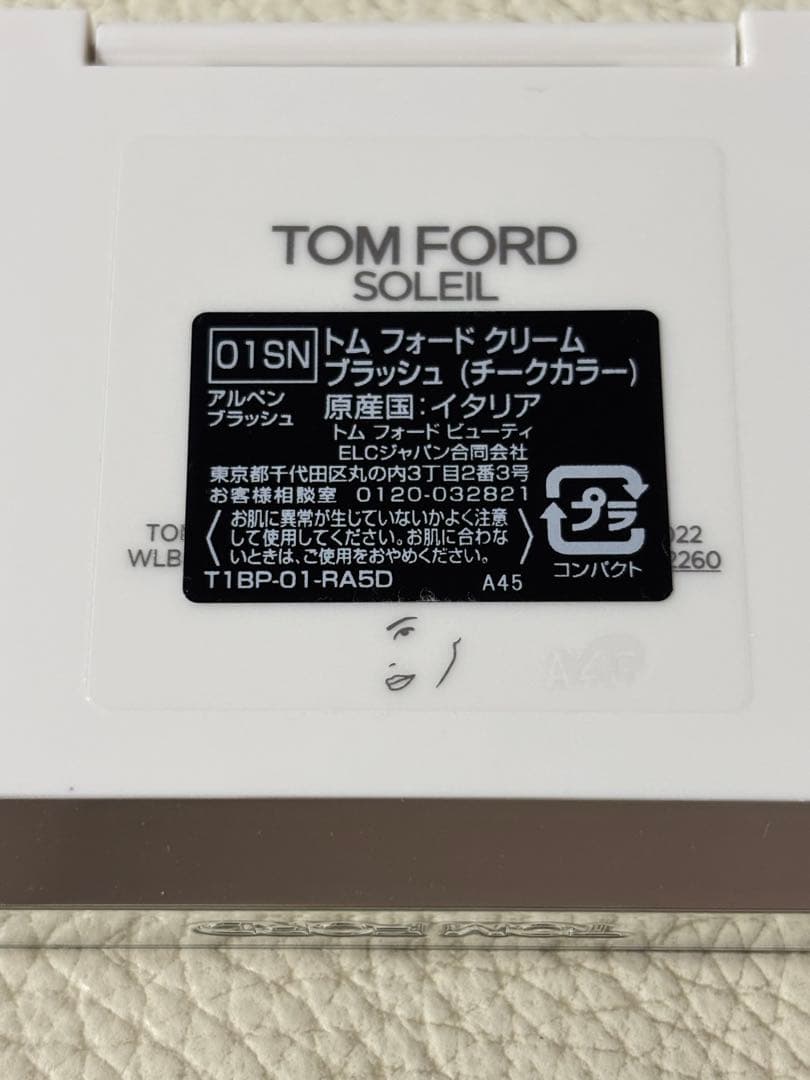 TOM FORD
SOLEIL
01SN
トム フォード クリーム
ブラッシュ (チークカラー)
アルペン
ブラッシュ
原産国:イタリア
トム フォード ビューティ
ELCジャパン合同会社
東京都千代田区丸の内3丁目2番3号
お客様相談室 0120-032821
お肌に異常が生じていないかよく注意
して使用してください。お肌に合わな
いときは、ご使用をおやめください。
プラ
コンパクト
T1BP-01-RA5D A45
A45